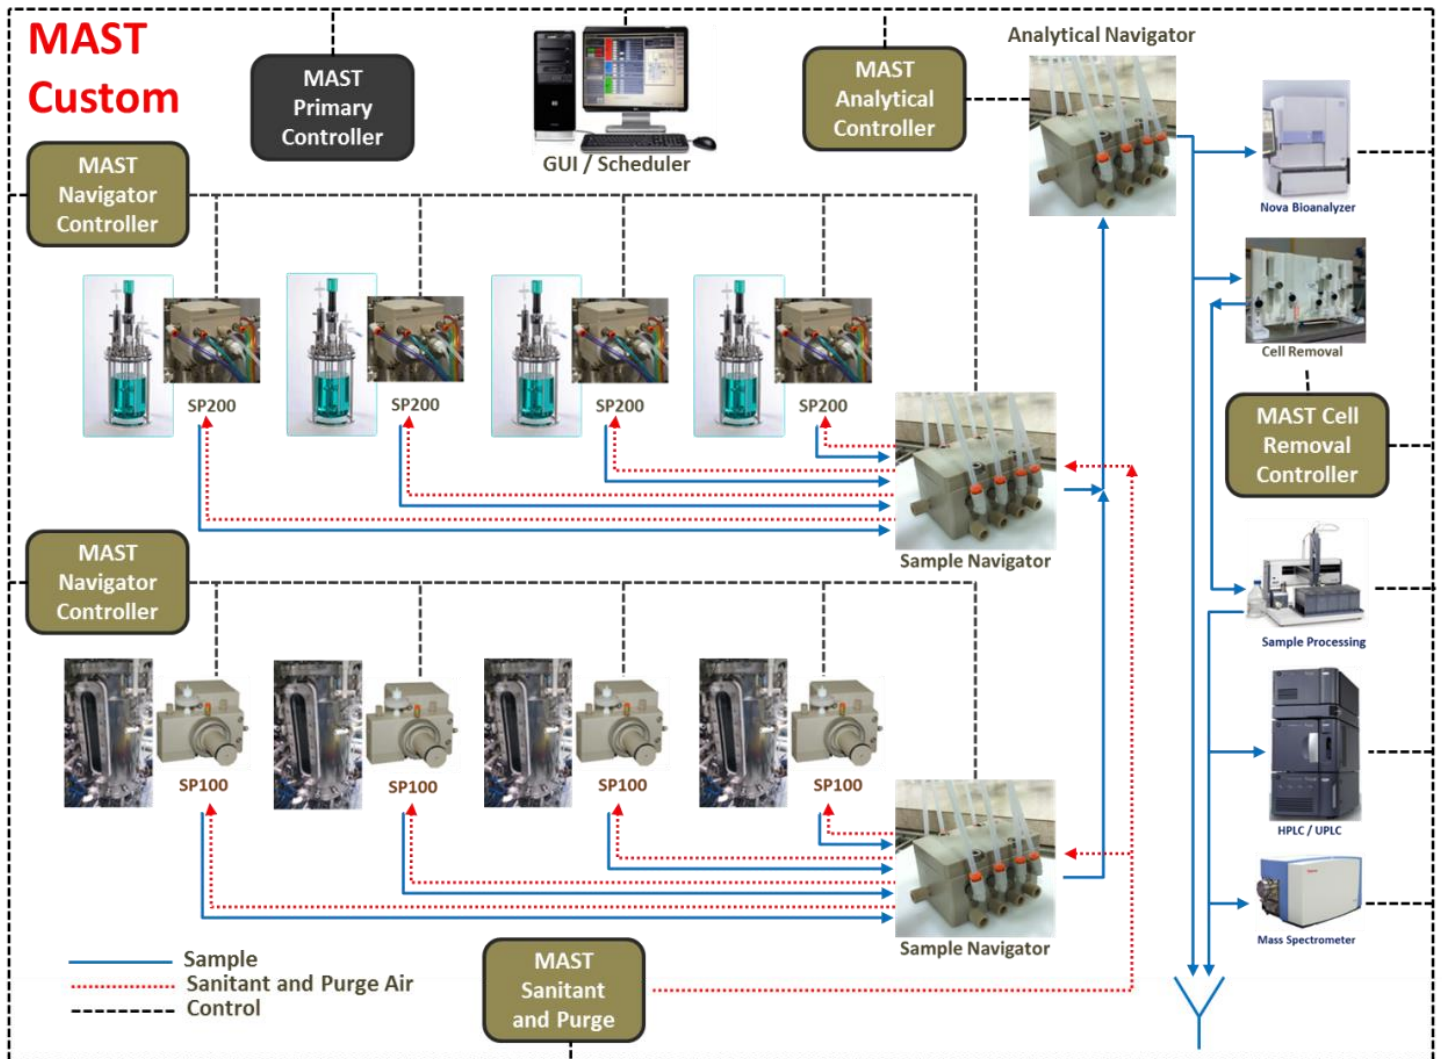 MAST
Custom
MAST
Primary
Controller
GUI / Scheduler
MAST
Analytical
Controller
Analytical Navigator
Nova Bioanalyzer
MAST
Navigator
Controller
Cell Removal
SP200
SP200
SP200
SP200
MAST Cell
Removal
Controller
Sample Navigator
MAST
Navigator
Controller
Sample Processing
SP100
SP100
SP100
SP100
HPLC / UPLC
Sample Navigator
Mass Spectrometer
Sample
Sanitant and Purge Air
Control
MAST
Sanitant
and Purge